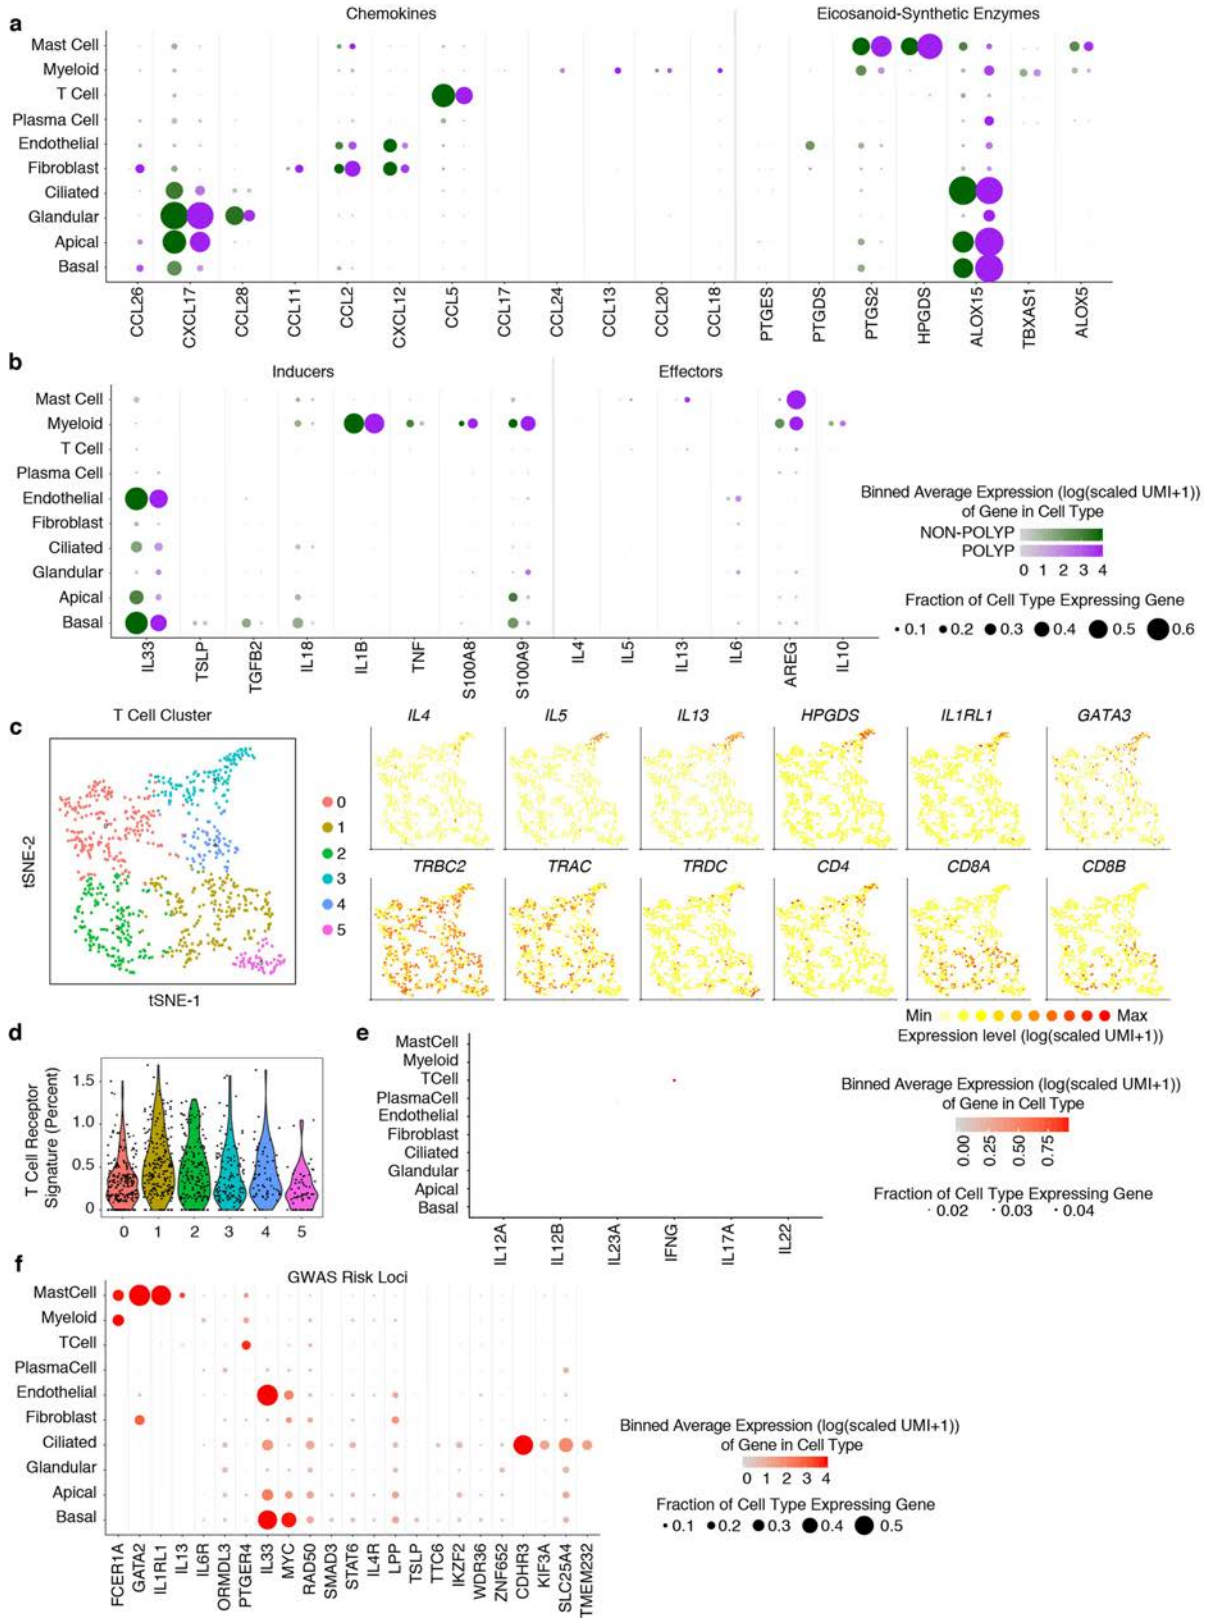 a
Chemokines
Eicosanoid-Synthetic Enzymes
Mast Cell
Myeloid
T Cell
Plasma Cell
Endothelial
Fibroblast
Ciliated
Glandular
Apical
Basal
CCL26
CXCL17
CCL28
CCL11
CCL2
CXCL12
CCL5
CCL17
CCL24
CCL13
CCL20
CCL18
PTGES
PTGDS
PTGS2
HPGDS
ALOX15
TBXAS1
ALOX5
b
Inducers
Effectors
Mast Cell
Myeloid
T Cell
Plasma Cell
Endothelial
Fibroblast
Ciliated
Glandular
Apical
Basal
IL33
TSLP
TGFB2
IL18
IL1B
TNF
S100A8
S100A9
IL4
IL5
IL13
IL6
AREG
IL10
Binned Average Expression (log(scaled UMI+1))
of Gene in Cell Type
NON-POLYP
POLYP
0 1 2 3 4
Fraction of Cell Type Expressing Gene
0.1 0.2 0.3 0.4 0.5 0.6
c
T Cell Cluster
tSNE-2
tSNE-1
0
1
2
3
4
5
IL4
IL5
IL13
HPGDS
IL1RL1
GATA3
TRBC2
TRAC
TRDC
CD4
CD8A
CD8B
Min Max
Expression level (log(scaled UMI+1))
d
T Cell Receptor
Signature (Percent)
1.5
1.0
0.5
0
0 1 2 3 4 5
e
MastCell
Myeloid
TCell
PlasmaCell
Endothelial
Fibroblast
Ciliated
Glandular
Apical
Basal
IL12A
IL12B
IL23A
IFNG
IL17A
IL22
Binned Average Expression (log(scaled UMI+1))
of Gene in Cell Type
0.00
0.25
0.50
0.75
Fraction of Cell Type Expressing Gene
0.02 0.03 0.04
f
GWAS Risk Loci
MastCell
Myeloid
TCell
PlasmaCell
Endothelial
Fibroblast
Ciliated
Glandular
Apical
Basal
FCER1A
GATA2
IL1RL1
IL13
IL6R
ORMDL3
PTGER4
IL33
MYC
RAD50
SMAD3
STAT6
IL4R
LPP
TSLP
TTC6
IKZF2
WDR36
ZNF652
CDHR3
KIF3A
SLC25A4
TMEM232
Binned Average Expression (log(scaled UMI+1))
of Gene in Cell Type
0 1 2 3 4
Fraction of Cell Type Expressing Gene
0.1 0.2 0.3 0.4 0.5